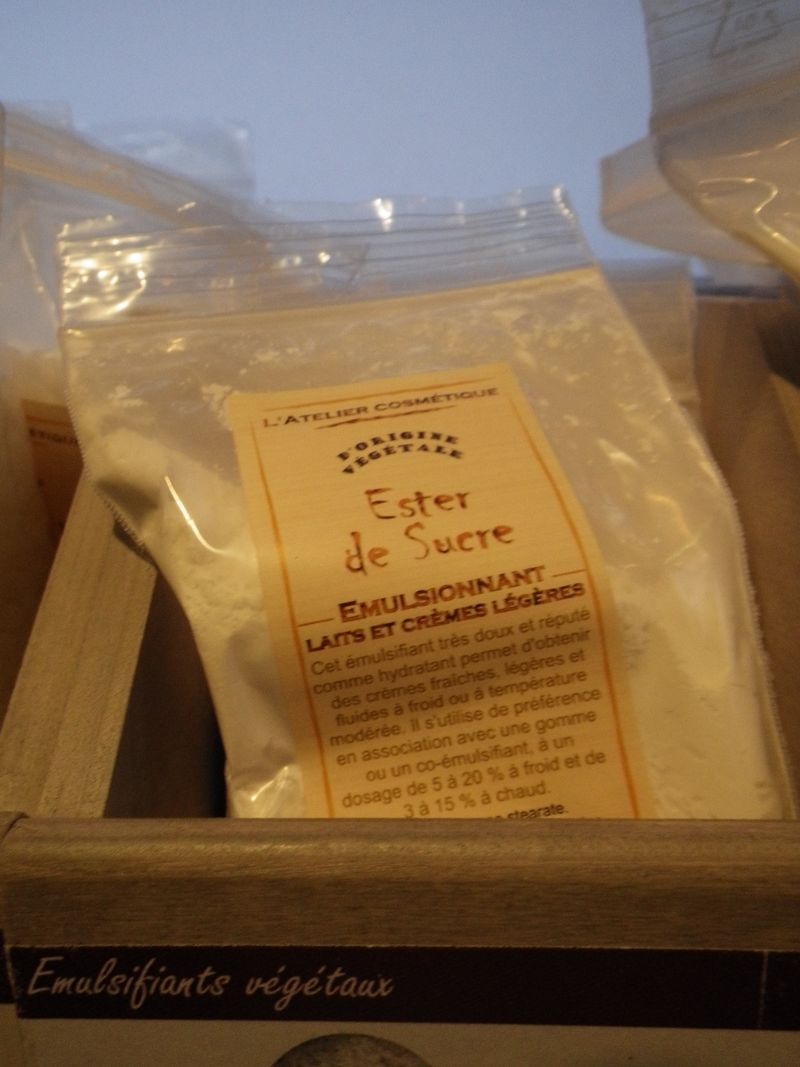 L'ATELIER COSMÉTIQUE
D'ORIGINE
VÉGÉTALE
Ester
de Sucre
EMULSIONNANT
LAITS ET CRÈMES LÉGÈRES
Cet émulsifiant très doux et réputé
comme hydratant permet d'obtenir
des crèmes fraîches, légères et
fluides à froid ou à température
modérée. Il s'utilise de préférence
en association avec une gomme
ou un co-émulsifiant, à un
dosage de 5 à 20 % à froid et de
3 à 15 % à chaud.
stearate.
Emulsifiants végétaux